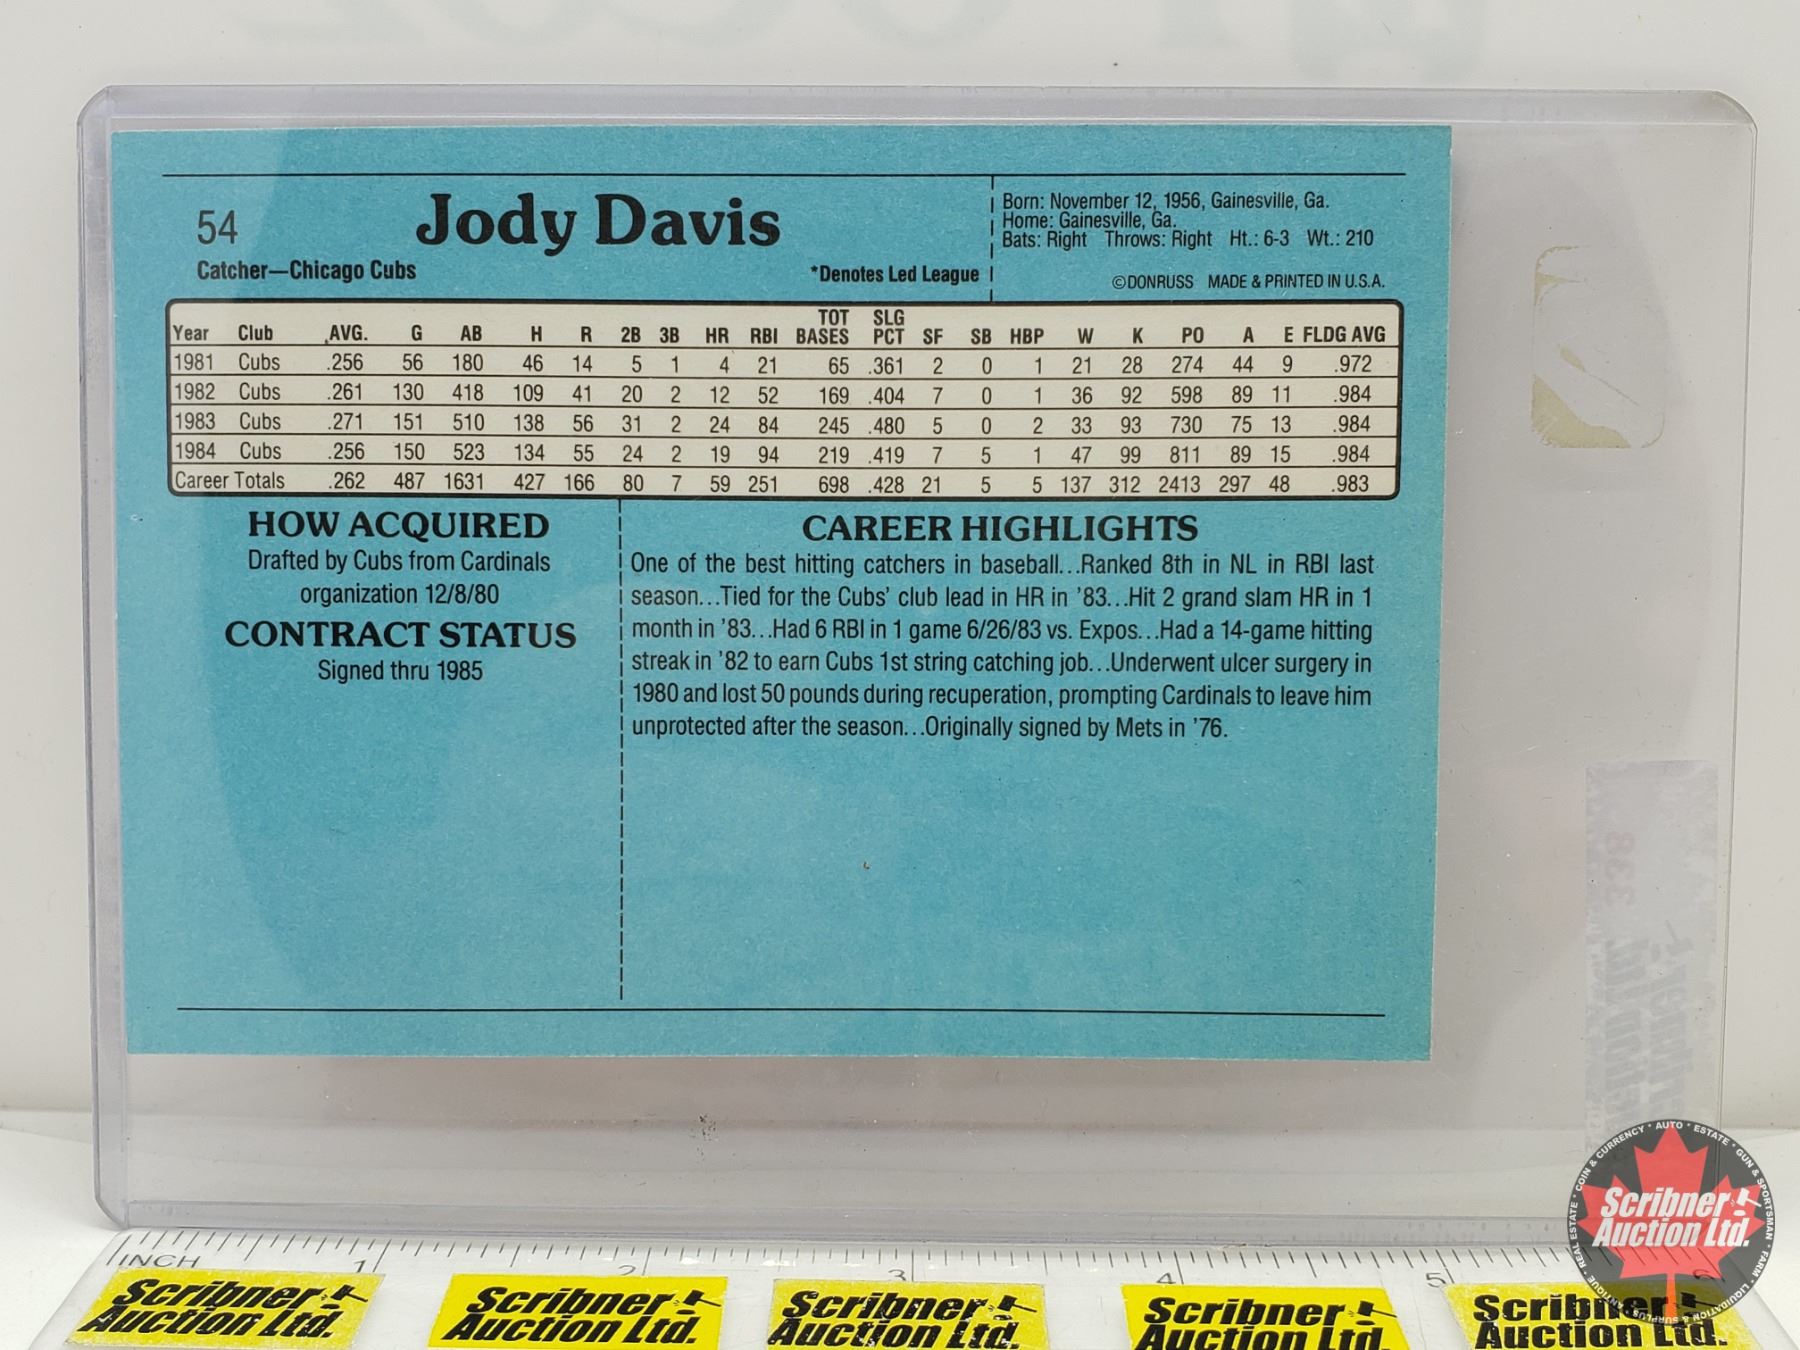 54
Jody Davis
Catcher—Chicago Cubs
*Denotes Led League
Born: November 12, 1956, Gainesville, Ga.
Home: Gainesville, Ga.
Bats: Right Throws: Right Ht.: 6-3 Wt.: 210
©DONRUSS MADE & PRINTED IN U.S.A.
Year Club AVG. G AB H R 2B 3B HR RBI TOT BASES SLG PCT SF SB HBP W K PO A E FLDG AVG
1981 Cubs .256 56 180 46 14 5 1 4 21 65 .361 2 0 1 21 28 274 44 9 .972
1982 Cubs .261 130 418 109 41 20 2 12 52 169 .404 7 0 1 36 92 598 89 11 .984
1983 Cubs .271 151 510 138 56 31 2 24 84 245 .480 5 0 2 33 93 730 75 13 .984
1984 Cubs .256 150 523 134 55 24 2 19 94 219 .419 7 5 1 47 99 811 89 15 .984
Career Totals .262 487 1631 427 166 80 7 59 251 698 .428 21 5 5 137 312 2413 297 48 .983
HOW ACQUIRED
Drafted by Cubs from Cardinals
organization 12/8/80
CONTRACT STATUS
Signed thru 1985
CAREER HIGHLIGHTS
One of the best hitting catchers in baseball...Ranked 8th in NL in RBI last
season...Tied for the Cubs' club lead in HR in '83...Hit 2 grand slam HR in 1
month in '83...Had 6 RBI in 1 game 6/26/83 vs. Expos...Had a 14-game hitting
streak in '82 to earn Cubs 1st string catching job...Underwent ulcer surgery in
1980 and lost 50 pounds during recuperation, prompting Cardinals to leave him
unprotected after the season...Originally signed by Mets in '76.
338
INCH 1 2 3 4 5 6
Scribner Auction Ltd.
Scribner Auction Ltd.
Scribner Auction Ltd.
Scribner Auction Ltd.
Scribner Auction Ltd.
Scribner
Auction Ltd.
ANTIQUE * REAL ESTATE * COIN & CURRENCY * AUTO * ESTATE * GUN & SPORTSMAN * FARM * LIQUIDATION & SURPLUS